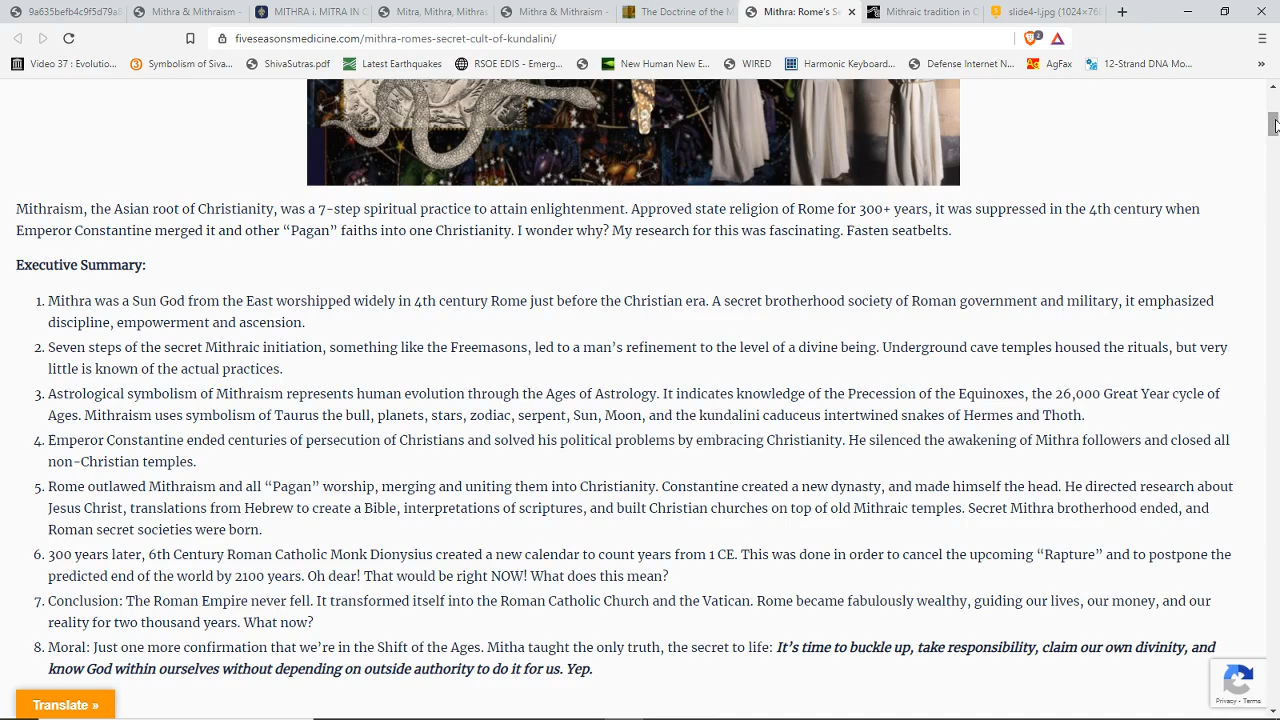 9a635befb4c9f5d79a8
Mithra & Mithraism -
MITHRA i. MITRA IN O
Mitra, Mithra, Mithras
Mithra & Mithraism -
The Doctrine of the M
Mithra: Rome's Se
Mithraic tradition in C
slide4-l.jpg (1024×768
fiveseasonsmedicine.com/mithra-romes-secret-cult-of-kundalini/
2
Video 37 : Evolutio...
Symbolism of Siva...
ShivaSutras.pdf
Latest Earthquakes
RSOE EDIS - Emerg...
New Human New E...
WIRED
Harmonic Keyboard...
Defense Internet N...
AgFax
12-Strand DNA Mo...
Mithraism, the Asian root of Christianity, was a 7-step spiritual practice to attain enlightenment. Approved state religion of Rome for 300+ years, it was suppressed in the 4th century when
Emperor Constantine merged it and other “Pagan” faiths into one Christianity. I wonder why? My research for this was fascinating. Fasten seatbelts.
Executive Summary:
1. Mithra was a Sun God from the East worshipped widely in 4th century Rome just before the Christian era. A secret brotherhood society of Roman government and military, it emphasized
discipline, empowerment and ascension.
2. Seven steps of the secret Mithraic initiation, something like the Freemasons, led to a man’s refinement to the level of a divine being. Underground cave temples housed the rituals, but very
little is known of the actual practices.
3. Astrological symbolism of Mithraism represents human evolution through the Ages of Astrology. It indicates knowledge of the Precession of the Equinoxes, the 26,000 Great Year cycle of
Ages. Mithraism uses symbolism of Taurus the bull, planets, stars, zodiac, serpent, Sun, Moon, and the kundalini caduceus intertwined snakes of Hermes and Thoth.
4. Emperor Constantine ended centuries of persecution of Christians and solved his political problems by embracing Christianity. He silenced the awakening of Mithra followers and closed all
non-Christian temples.
5. Rome outlawed Mithraism and all “Pagan” worship, merging and uniting them into Christianity. Constantine created a new dynasty, and made himself the head. He directed research about
Jesus Christ, translations from Hebrew to create a Bible, interpretations of scriptures, and built Christian churches on top of old Mithraic temples. Secret Mithra brotherhood ended, and
Roman secret societies were born.
6. 300 years later, 6th Century Roman Catholic Monk Dionysius created a new calendar to count years from 1 CE. This was done in order to cancel the upcoming “Rapture” and to postpone the
predicted end of the world by 2100 years. Oh dear! That would be right NOW! What does this mean?
7. Conclusion: The Roman Empire never fell. It transformed itself into the Roman Catholic Church and the Vatican. Rome became fabulously wealthy, guiding our lives, our money, and our
reality for two thousand years. What now?
8. Moral: Just one more confirmation that we’re in the Shift of the Ages. Mitha taught the only truth, the secret to life: It’s time to buckle up, take responsibility, claim our own divinity, and
know God within ourselves without depending on outside authority to do it for us. Yep.
Translate »
Privacy - Terms